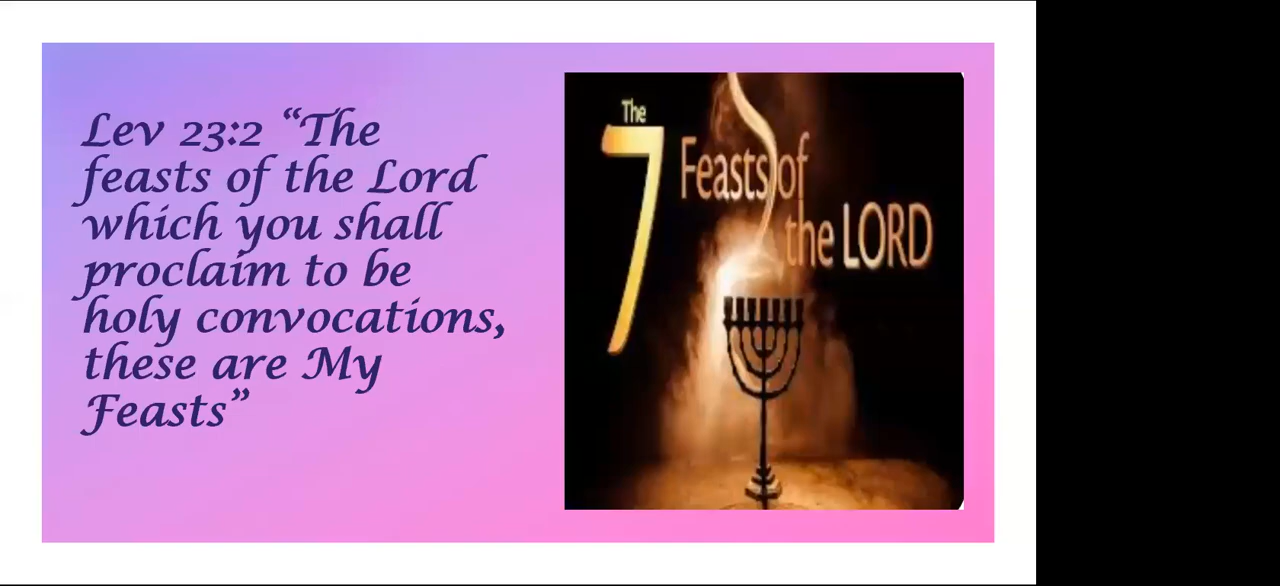 Lev 23:2 “The
feasts of the Lord
which you shall
proclaim to be
holy convocations,
these are My
Feasts”
The
7 Feasts of
the LORD